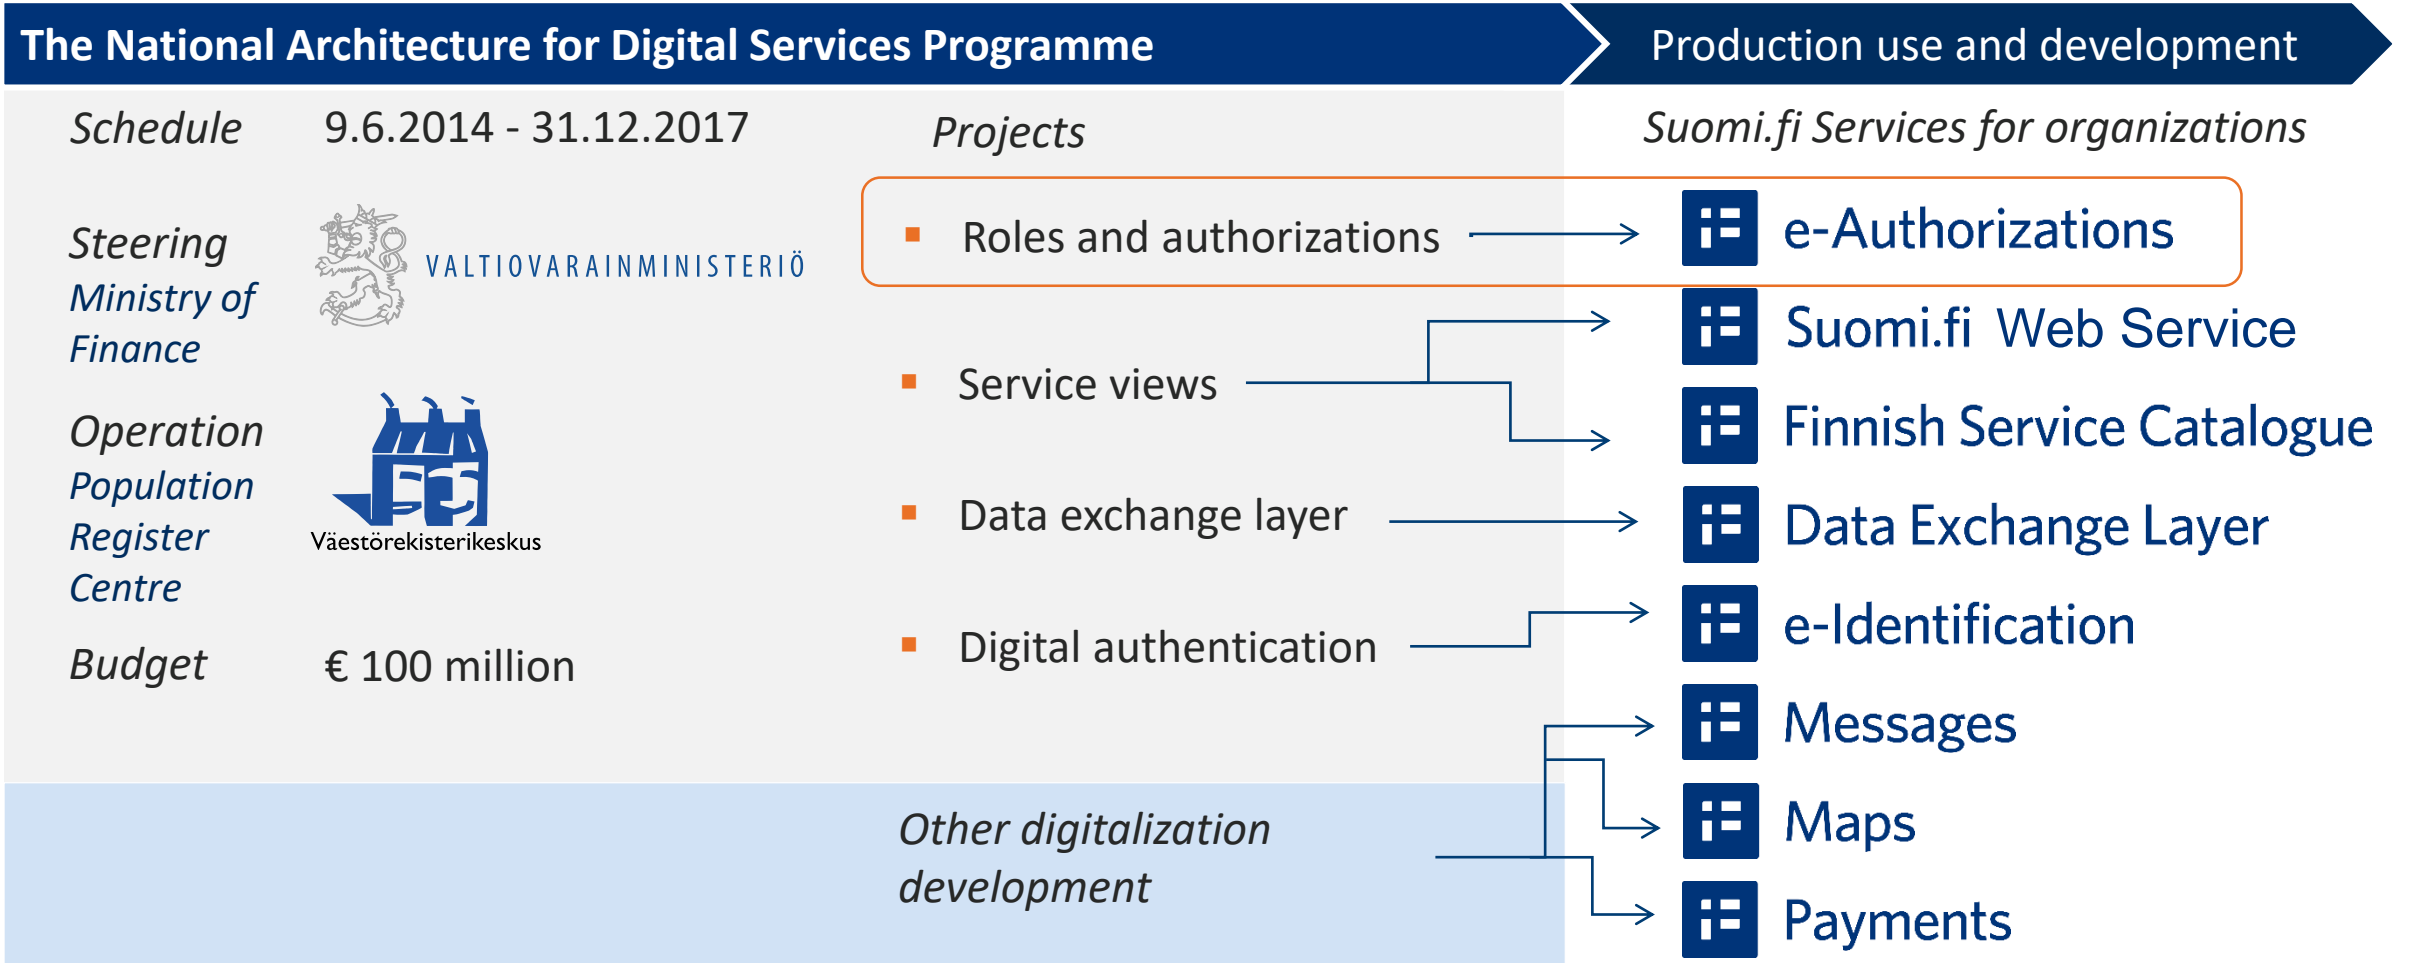 The National Architecture for Digital Services Programme
Production use and development
Schedule
9.6.2014 - 31.12.2017
Steering
Ministry of
Finance
VALTIOVARAINMINISTERIÖ
Operation
Population
Register
Centre
Väestörekisterikeskus
Budget
€ 100 million
Projects
Roles and authorizations
Service views
Data exchange layer
Digital authentication
Other digitalization
development
Suomi.fi Services for organizations
e-Authorizations
Suomi.fi Web Service
Finnish Service Catalogue
Data Exchange Layer
e-Identification
Messages
Maps
Payments